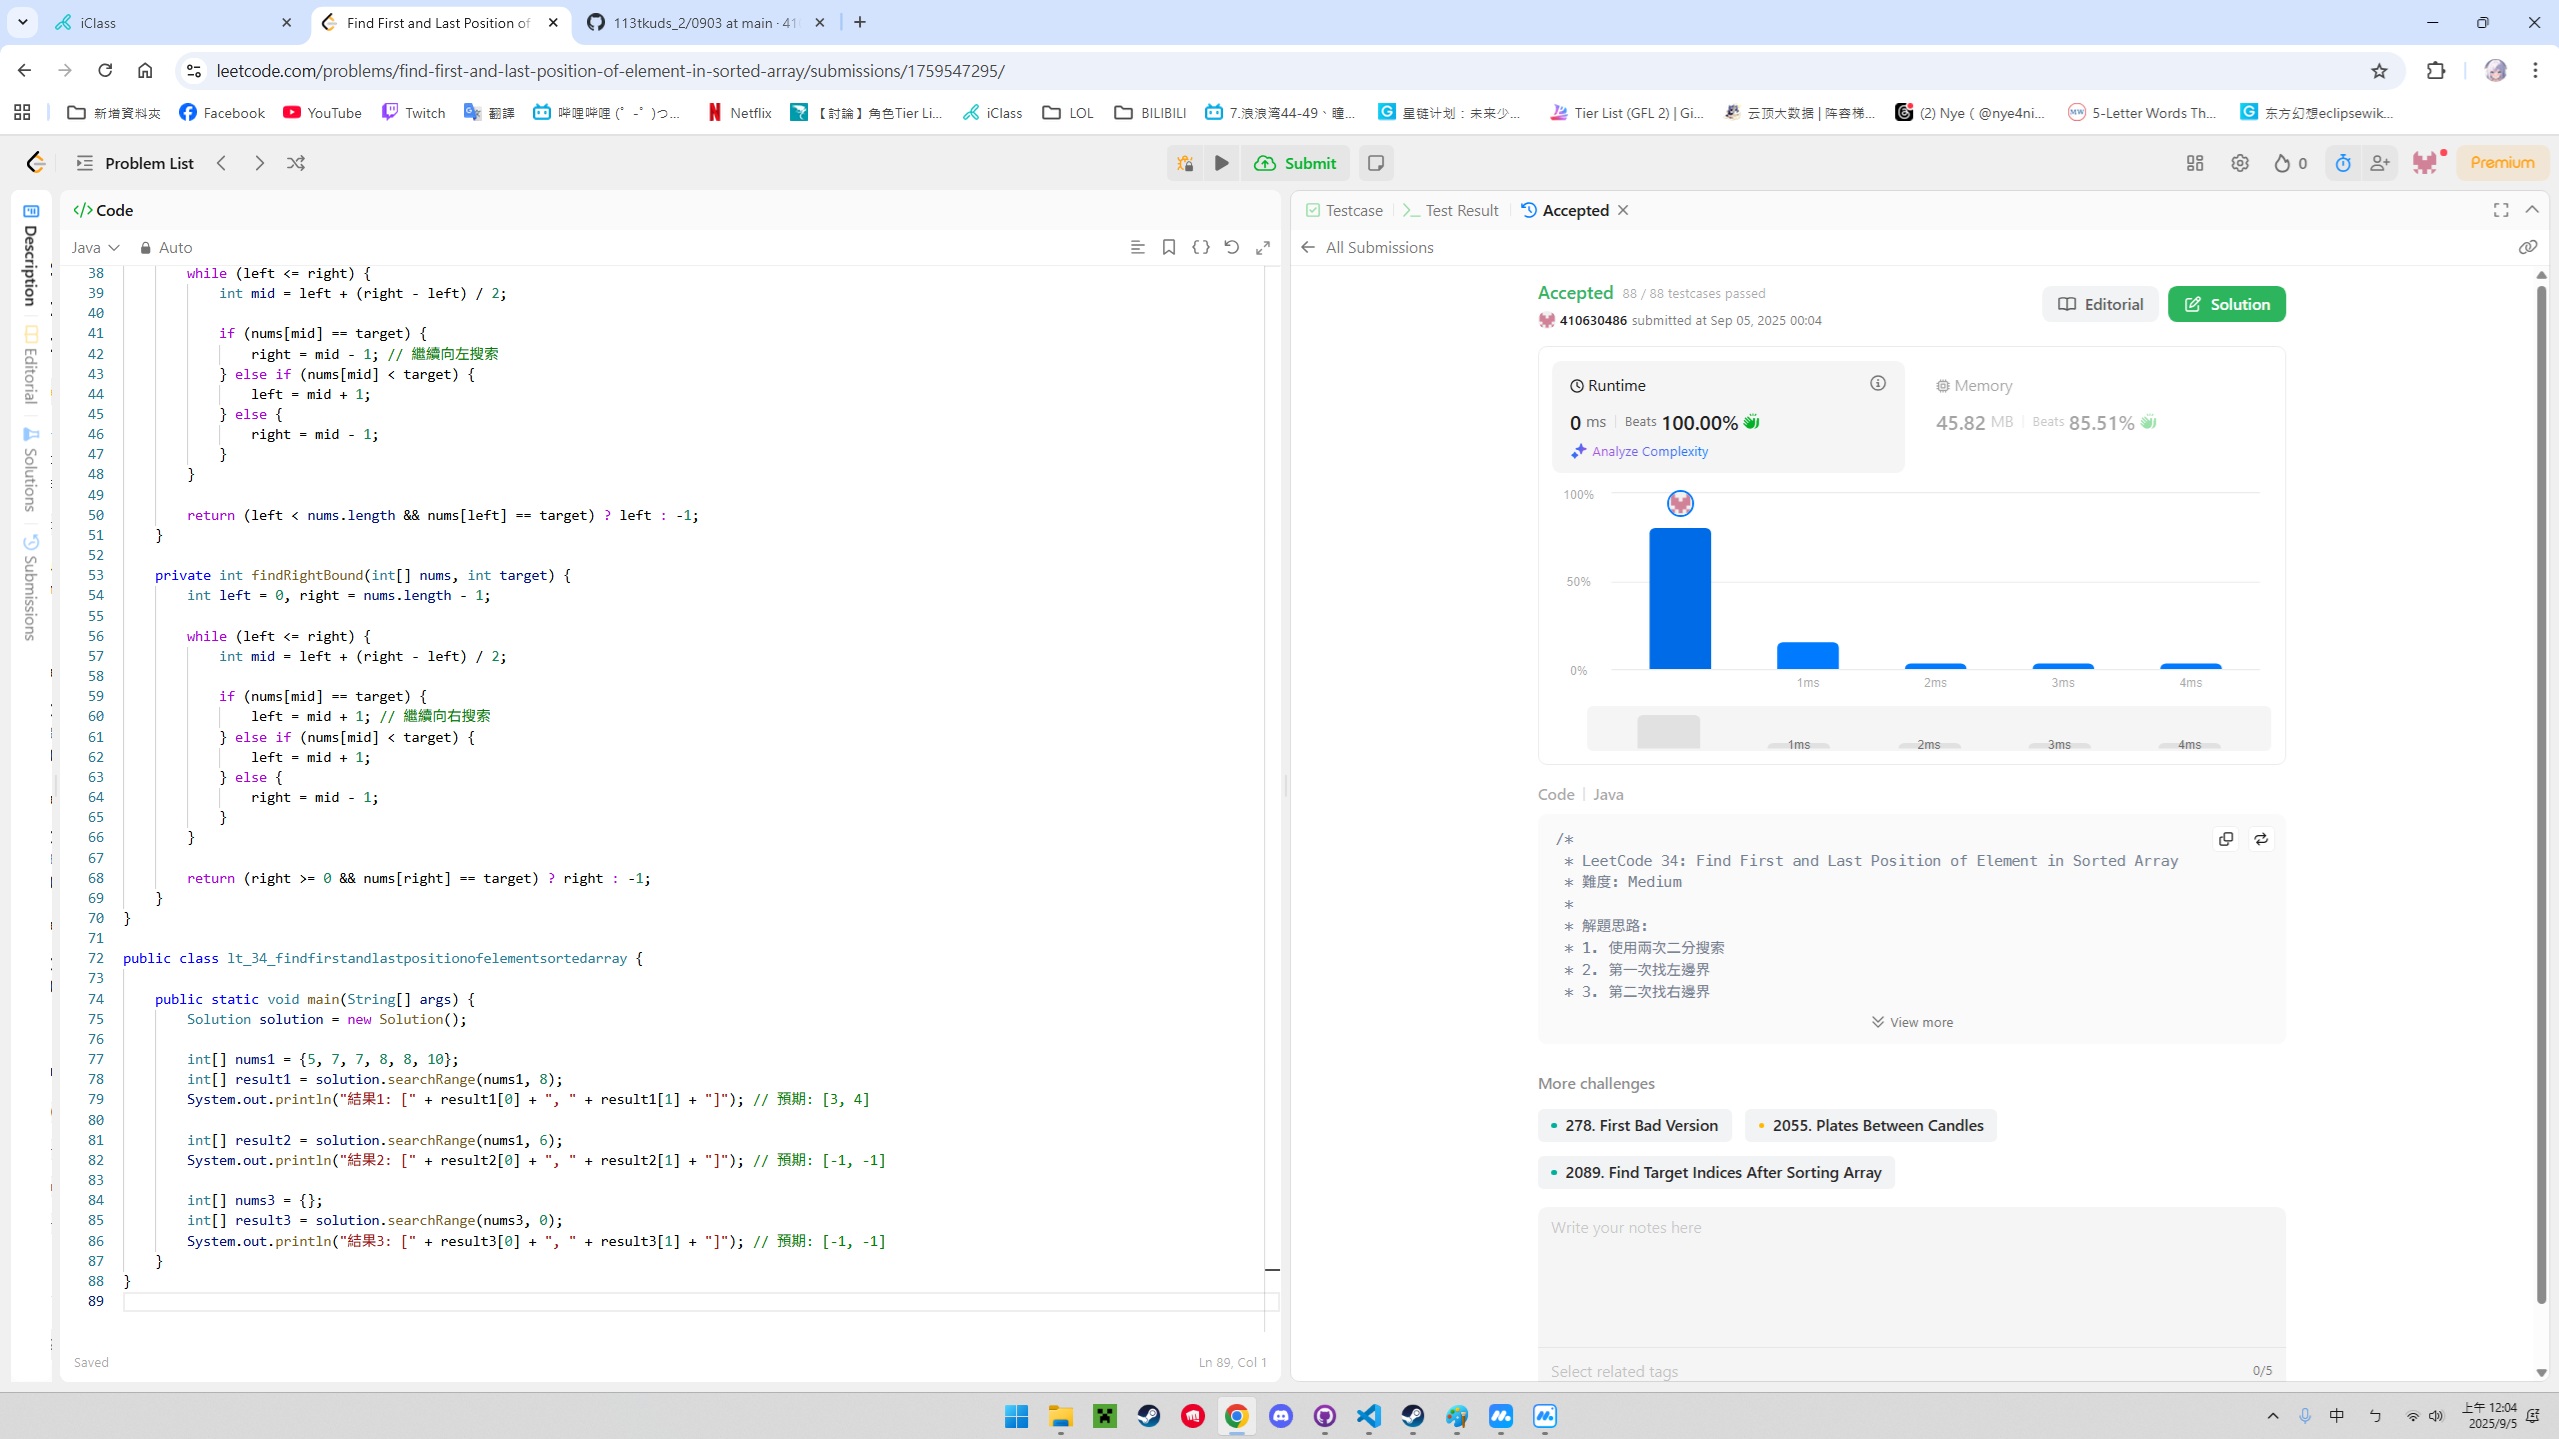 iClass
Find First and Last Position of
113tkuds_2/0903 at main · 41
leetcode.com/problems/find-first-and-last-position-of-element-in-sorted-array/submissions/1759547295/
新增資料夾
Facebook
YouTube
Twitch
翻譯
哔哩哔哩 (゜-゜)つ...
Netflix
【討論】角色Tier Li...
iClass
LOL
BILIBILI
7.浪浪湾44-49、瞳...
星链计划：未来少...
Tier List (GFL 2) | Gi...
云顶大数据 | 阵容梯...
(2) Nye ( @nye4ni...
5-Letter Words Th...
东方幻想eclipsewik...
Problem List
Submit
0
Premium
Description
Editorial
Solutions
Submissions
</> Code
Java
Auto
38 while (left <= right) {
39 int mid = left + (right - left) / 2;
40
41 if (nums[mid] == target) {
42 right = mid - 1; // 繼續向左搜索
43 } else if (nums[mid] < target) {
44 left = mid + 1;
45 } else {
46 right = mid - 1;
47 }
48 }
49
50 return (left < nums.length && nums[left] == target) ? left : -1;
51 }
52
53 private int findRightBound(int[] nums, int target) {
54 int left = 0, right = nums.length - 1;
55
56 while (left <= right) {
57 int mid = left + (right - left) / 2;
58
59 if (nums[mid] == target) {
60 left = mid + 1; // 繼續向右搜索
61 } else if (nums[mid] < target) {
62 left = mid + 1;
63 } else {
64 right = mid - 1;
65 }
66 }
67
68 return (right >= 0 && nums[right] == target) ? right : -1;
69 }
70 }
71
72 public class lt_34_findfirstandlastpositionofelementsortedarray {
73
74 public static void main(String[] args) {
75 Solution solution = new Solution();
76
77 int[] nums1 = {5, 7, 7, 8, 8, 10};
78 int[] result1 = solution.searchRange(nums1, 8);
79 System.out.println("結果1: [" + result1[0] + ", " + result1[1] + "]"); // 預期: [3, 4]
80
81 int[] result2 = solution.searchRange(nums1, 6);
82 System.out.println("結果2: [" + result2[0] + ", " + result2[1] + "]"); // 預期: [-1, -1]
83
84 int[] nums3 = {};
85 int[] result3 = solution.searchRange(nums3, 0);
86 System.out.println("結果3: [" + result3[0] + ", " + result3[1] + "]"); // 預期: [-1, -1]
87 }
88 }
89
Saved
Ln 89, Col 1
Testcase
Test Result
Accepted
All Submissions
Accepted 88 / 88 testcases passed
410630486 submitted at Sep 05, 2025 00:04
Editorial
Solution
Runtime
0 ms Beats 100.00%
Analyze Complexity
Memory
45.82 MB Beats 85.51%
100%
50%
0%
1ms 2ms 3ms 4ms
1ms 2ms 3ms 4ms
Code | Java
/*
* LeetCode 34: Find First and Last Position of Element in Sorted Array
* 難度: Medium
*
* 解題思路:
* 1. 使用兩次二分搜索
* 2. 第一次找左邊界
* 3. 第二次找右邊界
View more
More challenges
278. First Bad Version
2055. Plates Between Candles
2089. Find Target Indices After Sorting Array
Write your notes here
Select related tags
0/5
中
ㄅ
上午 12:04
2025/9/5